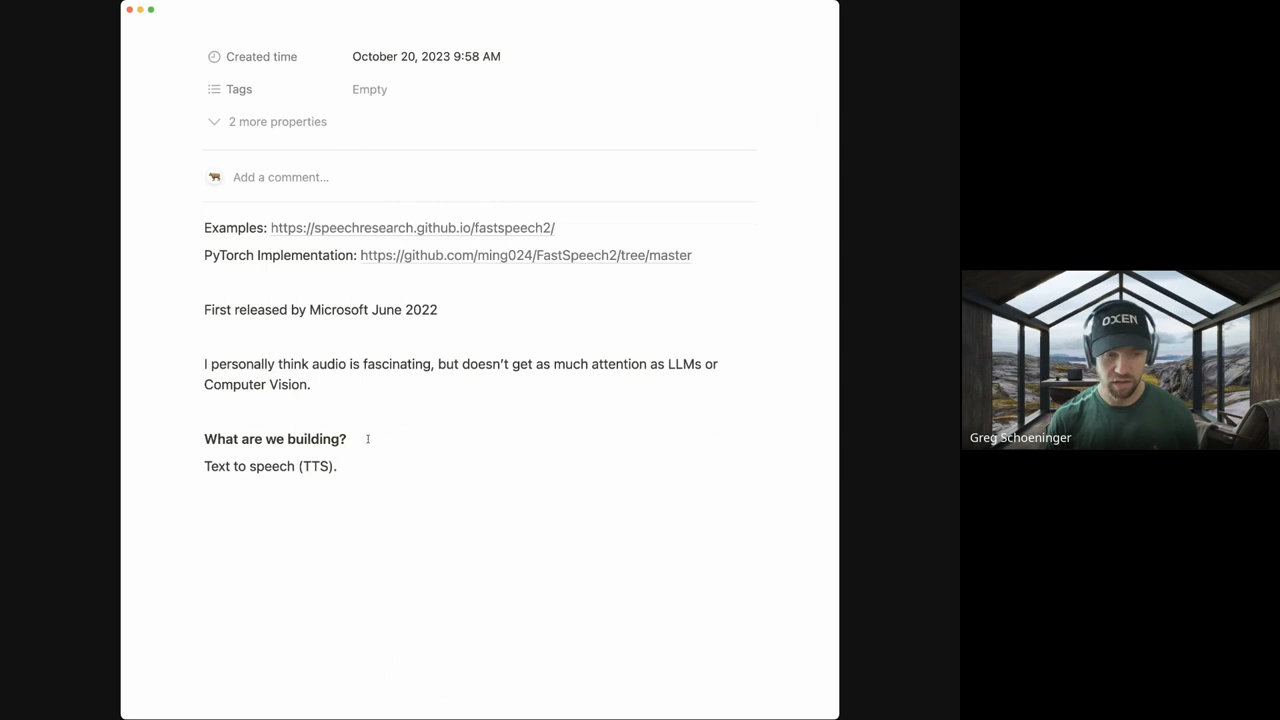 Created time October 20, 2023 9:58 AM
Tags Empty
2 more properties
Add a comment...
Examples: https://speechresearch.github.io/fastspeech2/
PyTorch Implementation: https://github.com/ming024/FastSpeech2/tree/master
First released by Microsoft June 2022
I personally think audio is fascinating, but doesn’t get as much attention as LLMs or
Computer Vision.
What are we building?
Text to speech (TTS).
OXEN
Greg Schoeninger